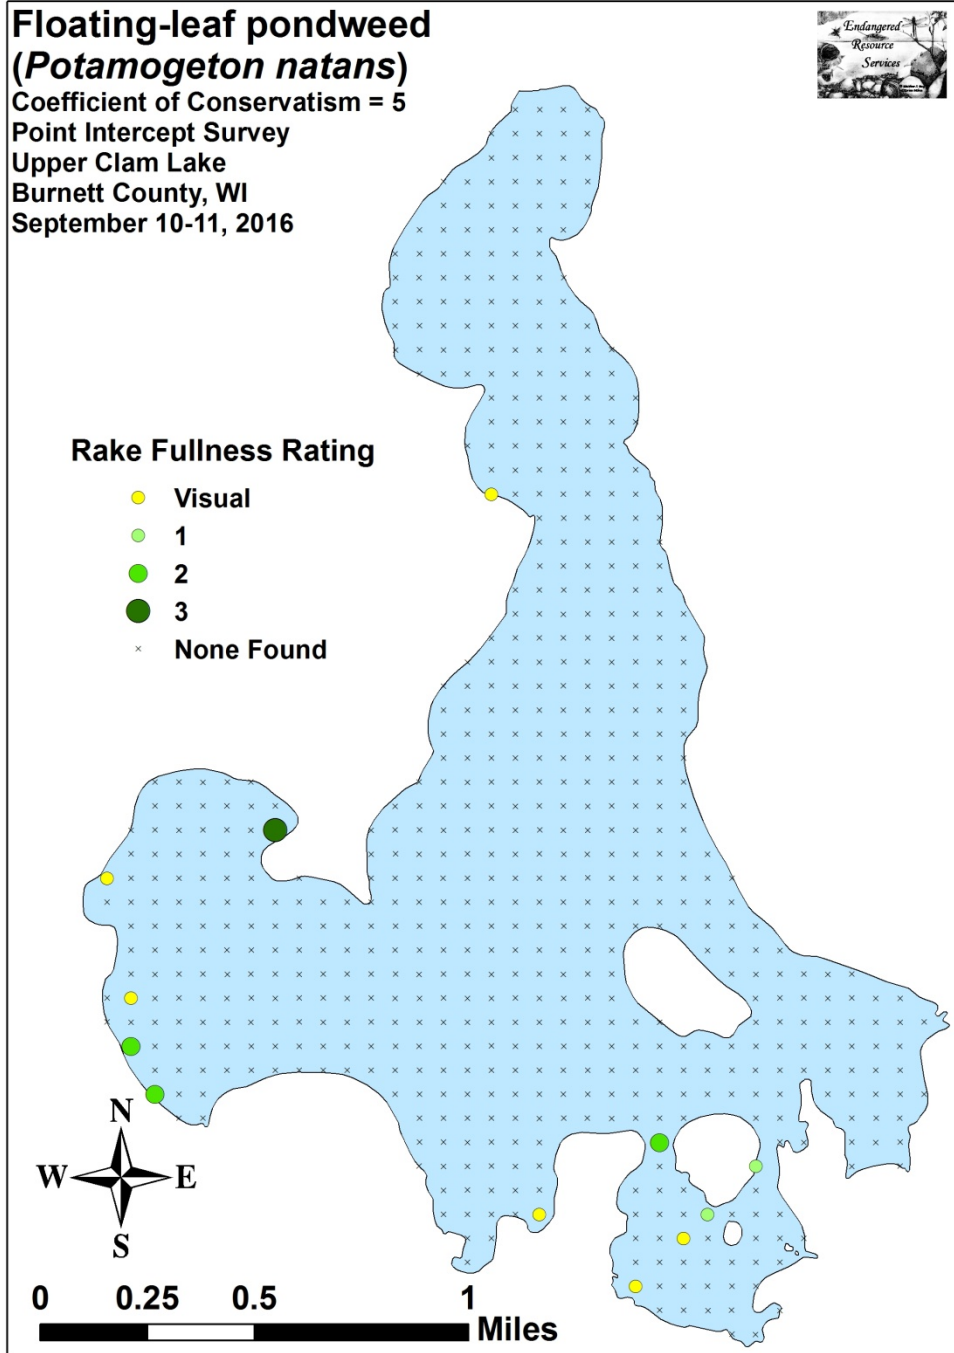 Floating-leaf pondweed
(Potamogeton natans)
Coefficient of Conservatism = 5
Point Intercept Survey
Upper Clam Lake
Burnett County, WI
September 10-11, 2016
Endangered
Resource
Services
Rake Fullness Rating
Visual
1
2
3
None Found
N
W E
S
0 0.25 0.5 1
Miles